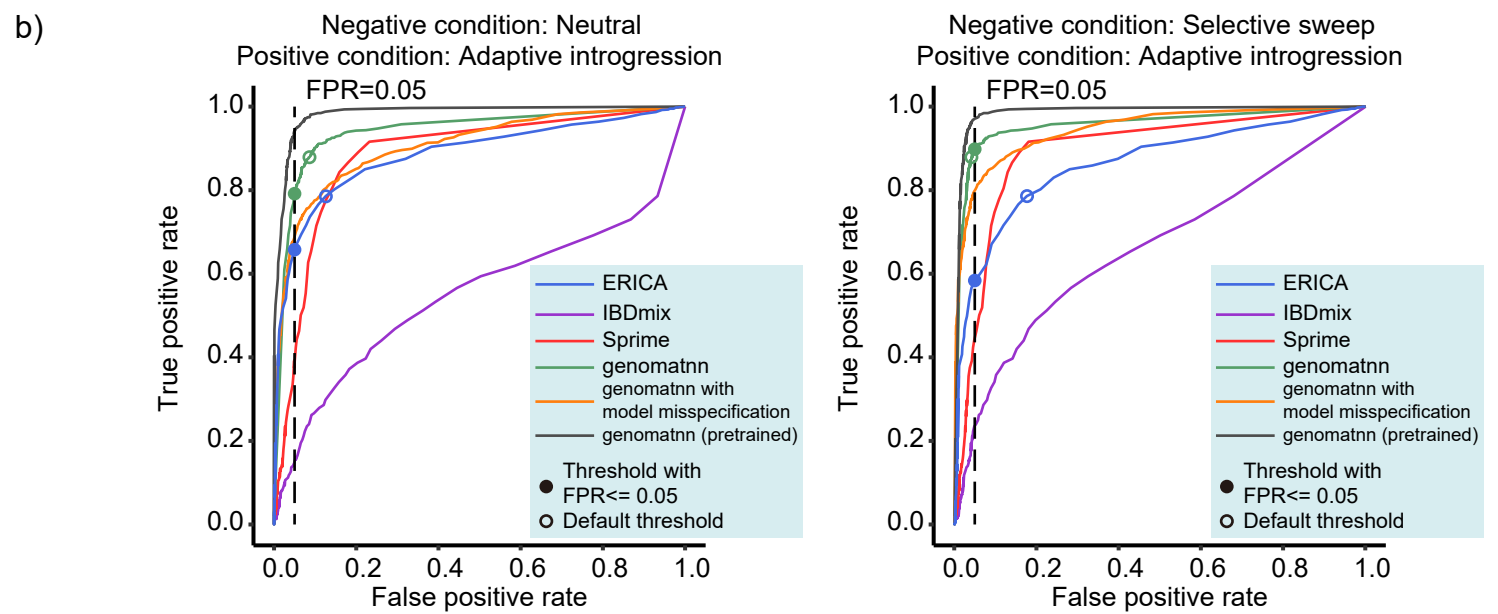 b)
Negative condition: Neutral
Positive condition: Adaptive introgression
FPR=0.05
1.0
0.8
0.6
0.4
0.2
0.0
True positive rate
ERICA
IBDmix
Sprime
genomatnn
genomatnn with
model misspecification
genomatnn (pretrained)
Threshold with
FPR<= 0.05
Default threshold
0.0 0.2 0.4 0.6 0.8 1.0
False positive rate
Negative condition: Selective sweep
Positive condition: Adaptive introgression
FPR=0.05
1.0
0.8
0.6
0.4
0.2
0.0
True positive rate
ERICA
IBDmix
Sprime
genomatnn
genomatnn with
model misspecification
genomatnn (pretrained)
Threshold with
FPR<= 0.05
Default threshold
0.0 0.2 0.4 0.6 0.8 1.0
False positive rate